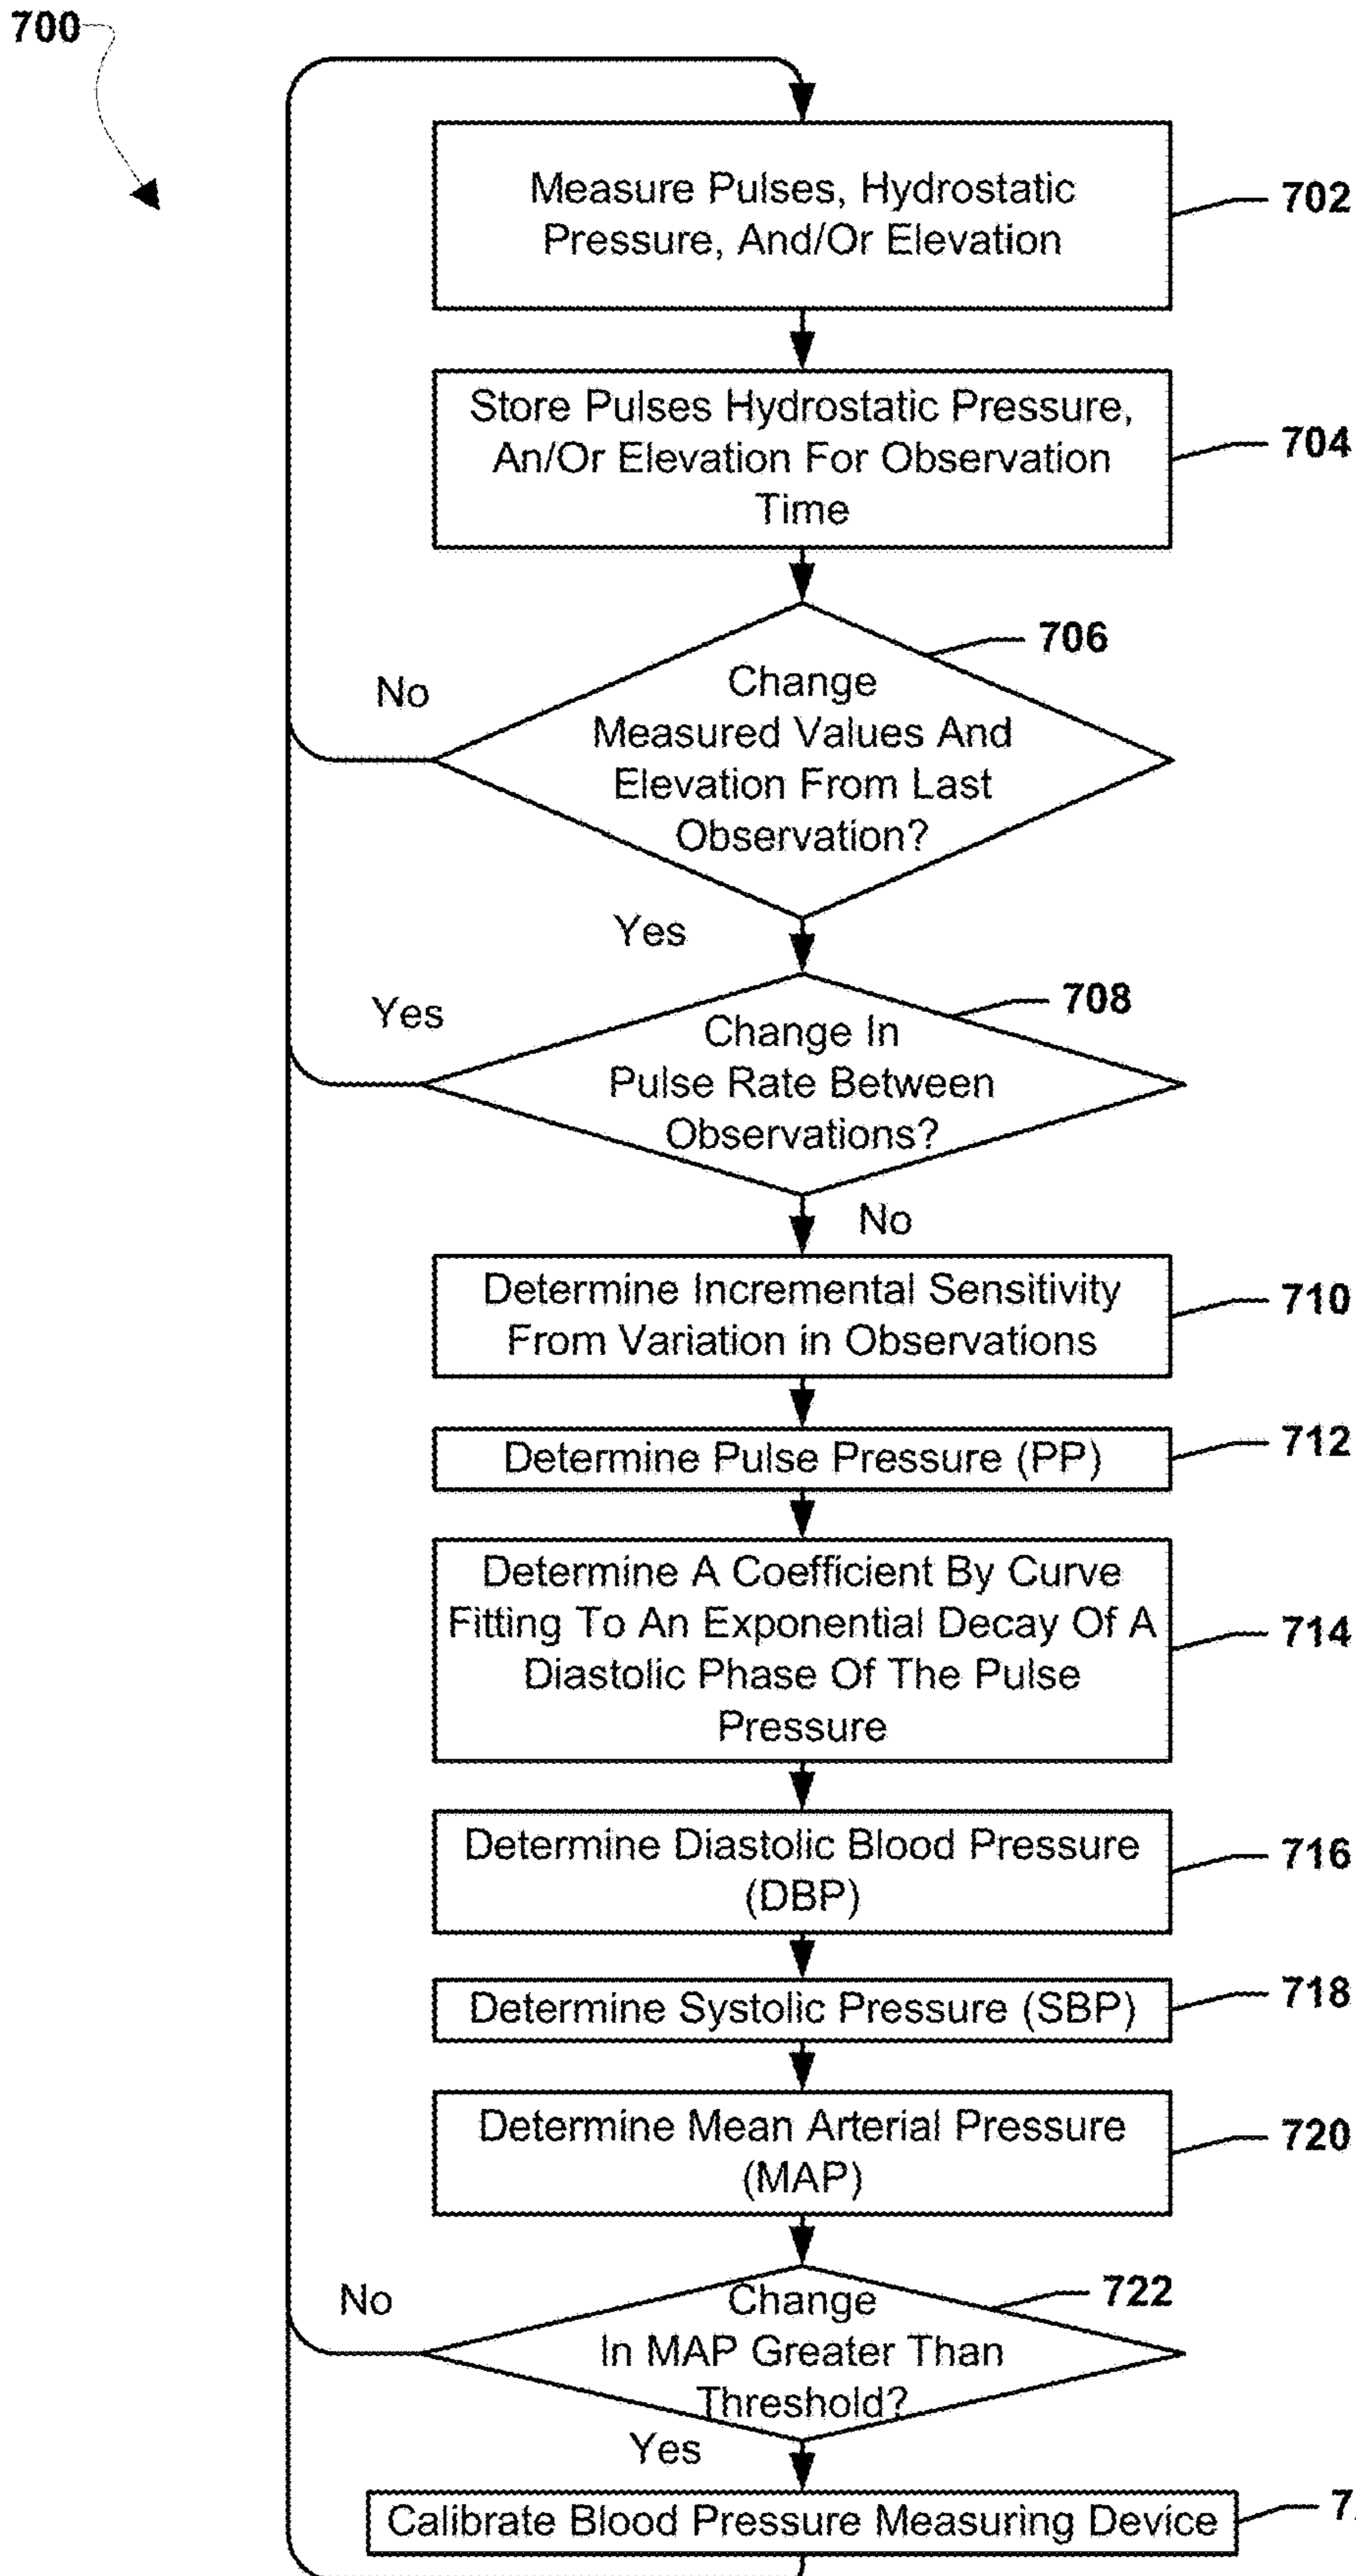 700
Measure Pulses, Hydrostatic
Pressure, And/Or Elevation
702
Store Pulses Hydrostatic Pressure,
An/Or Elevation For Observation
Time
704
706
Change
Measured Values And
Elevation From Last
Observation?
No
Yes
708
Change In
Pulse Rate Between
Observations?
Yes
No
Determine Incremental Sensitivity
From Variation in Observations
710
Determine Pulse Pressure (PP)
712
Determine A Coefficient By Curve
Fitting To An Exponential Decay Of A
Diastolic Phase Of The Pulse
Pressure
714
Determine Diastolic Blood Pressure
(DBP)
716
Determine Systolic Pressure (SBP)
718
Determine Mean Arterial Pressure
(MAP)
720
722
Change
In MAP Greater Than
Threshold?
No
Yes
Calibrate Blood Pressure Measuring Device